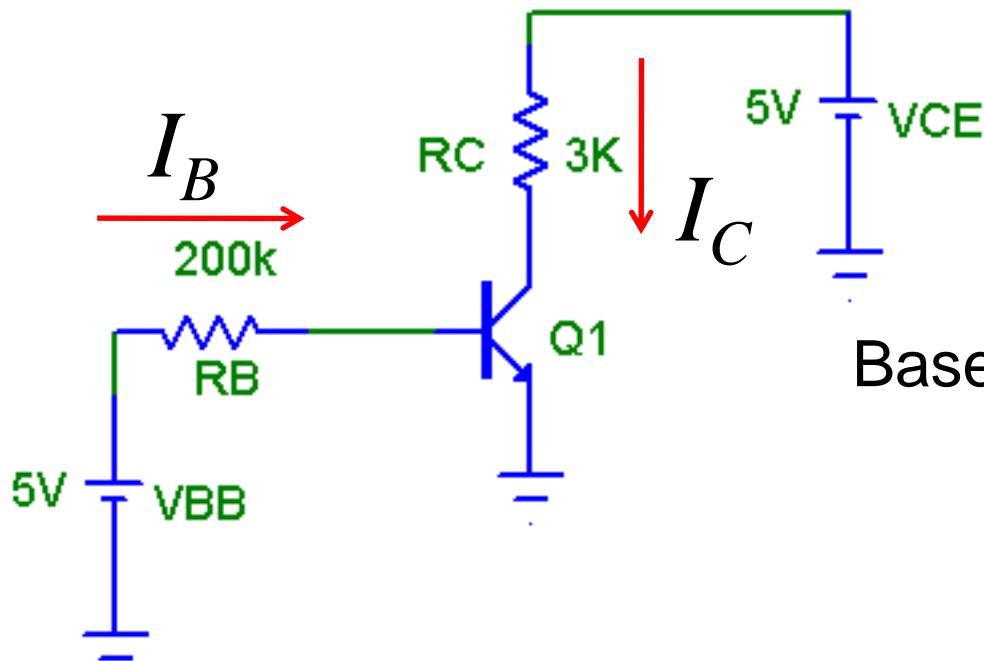 5V VCE
RC 3K
I_B
I_C
200k
Q1
RB
Base
5V VBB